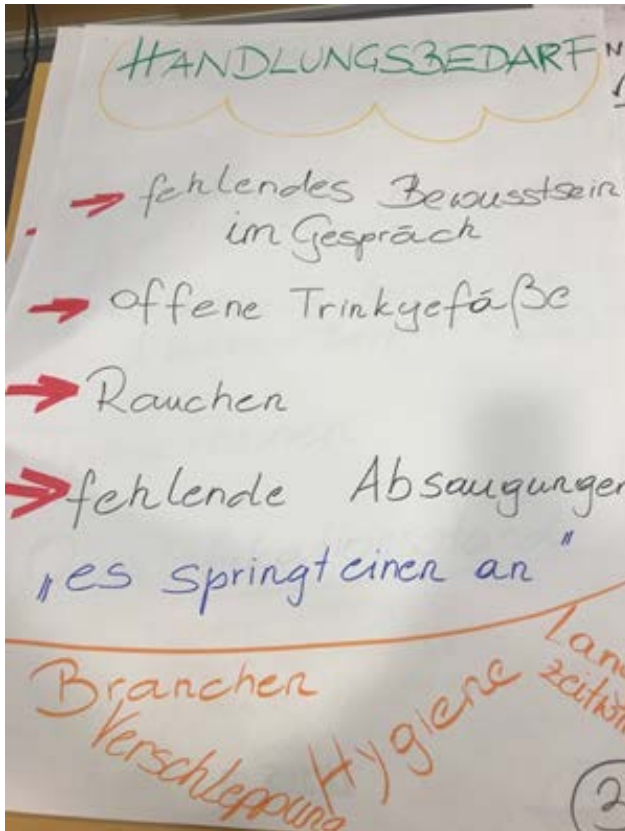 HANDLUNGSBEDARF
fehlendes Bewusstsein
im Gespräch
offene Trinkgefäße
Rauchen
fehlende Absaugungen
„es springt einen an"
Branchen
Verschleppung
Hygiene
2